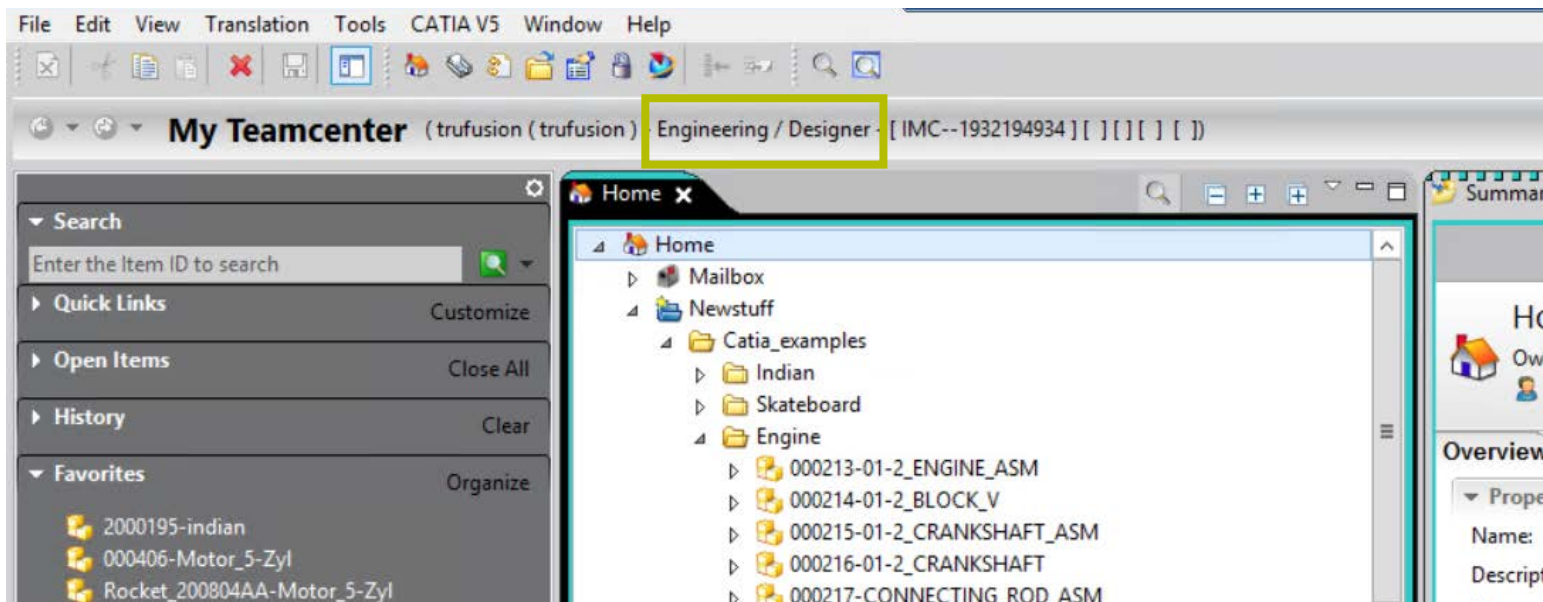 File Edit View Translation Tools CATIA V5 Window Help
My Teamcenter ( trufusion ( trufusion ) - Engineering / Designer - [ IMC--1932194934 ] [ ] [ ] [ ] [ ])
Search
Enter the Item ID to search
Quick Links Customize
Open Items Close All
History Clear
Favorites Organize
2000195-indian
000406-Motor_5-Zyl
Rocket_200804AA-Motor_5-Zyl
Home
Home
Mailbox
Newstuff
Catia_examples
Indian
Skateboard
Engine
000213-01-2_ENGINE_ASM
000214-01-2_BLOCK_V
000215-01-2_CRANKSHAFT_ASM
000216-01-2_CRANKSHAFT
000217-CONNECTING_ROD_ASM
Summar
Ho
Ow
Overview
Prope
Name:
Descript